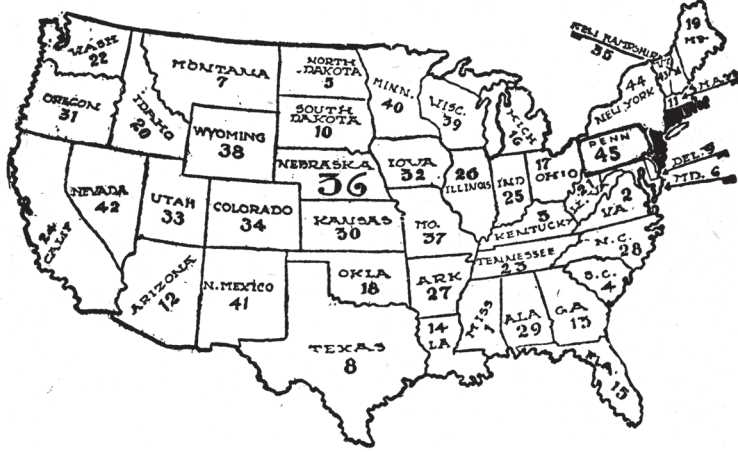 WASH
22
OREGON
31
IDAHO
20
MONTANA
7
WYOMING
38
NORTH
DAKOTA
5
SOUTH
DAKOTA
10
NEBRASKA
36
MINN.
40
WISC.
39
MICH
16
IOWA
32
26
ILLINOIS
IND
25
17
OHIO
NEVADA
42
24
CALIF
UTAH
33
COLORADO
34
KANSAS
30
MO.
37
3
KENTUCKY
TENNESSEE
23
ARIZONA
12
N.MEXICO
41
OKLA
18
ARK
27
TEXAS
8
14
LA
MISS
1
ALA
29
GA
13
FLA.
15
S.C.
4
N.C.
28
VA.
2
PENN
45
DEL.
MD. 6
44
NEW YORK
NEW HAMPSHIRE
35
19
ME.
11